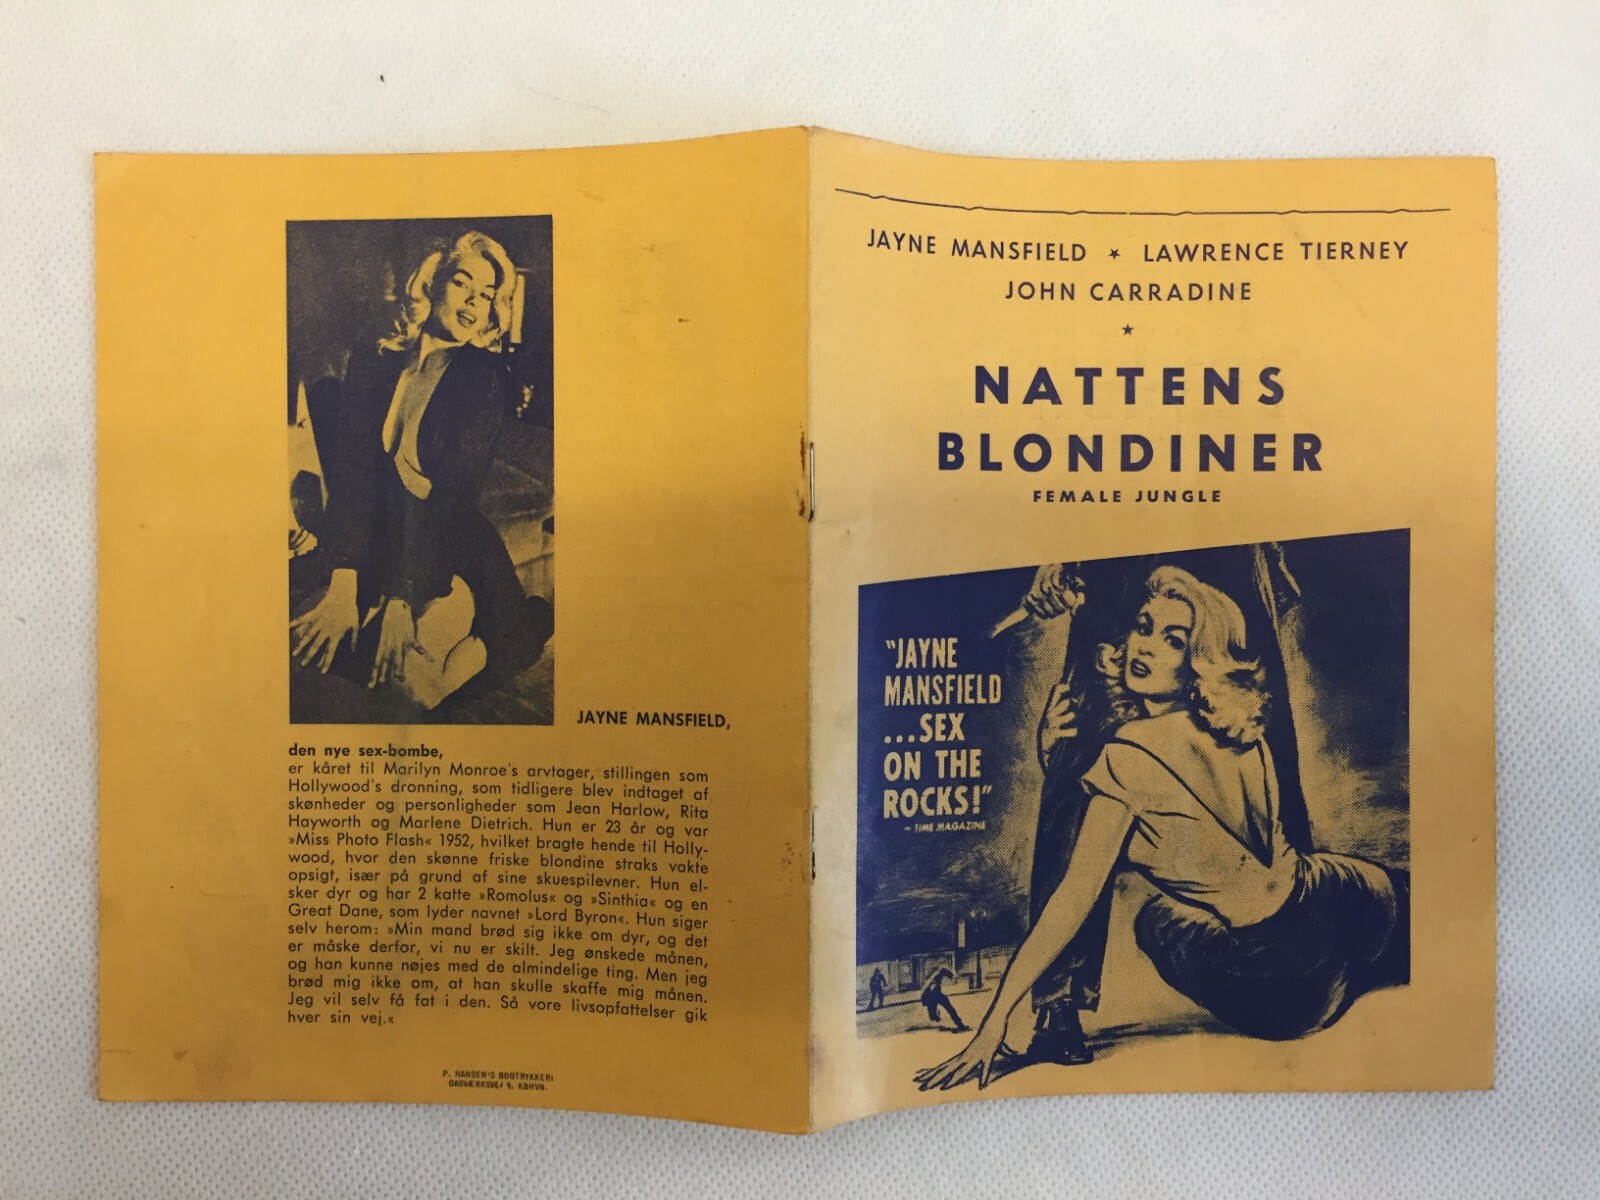 JAYNE MANSFIELD,
den nye sex-bombe,
er kåret til Marilyn Monroe's arvtager, stillingen som
Hollywood's dronning, som tidligere blev indtaget af
skønheder og personligheder som Jean Harlow, Rita
Hayworth og Marlene Dietrich. Hun er 23 år og var
»Miss Photo Flash« 1952, hvilket bragte hende til Holly-
wood, hvor den skønne friske blondine straks vakte
opsigt, især på grund af sine skuespilevner. Hun el-
sker dyr og har 2 katte »Romolus« og »Sinthia« og en
Great Dane, som lyder navnet »Lord Byron«. Hun siger
selv herom: »Min mand brød sig ikke om dyr, og det
er måske derfor, vi nu er skilt. Jeg ønskede månen,
og han kunne nøjes med de almindelige ting. Men jeg
brød mig ikke om, at han skulle skaffe mig månen.
Jeg vil selv få fat i den. Så vore livsopfattelser gik
hver sin vej.«
P. HANSEN'S BOGTRYKKERI
GASVÆRKSVEJ 6. KBHVN.
JAYNE MANSFIELD ★ LAWRENCE TIERNEY
JOHN CARRADINE
★
NATTENS
BLONDINER
FEMALE JUNGLE
"JAYNE
MANSFIELD
...SEX
ON THE
ROCKS!"
— TIME MAGAZINE